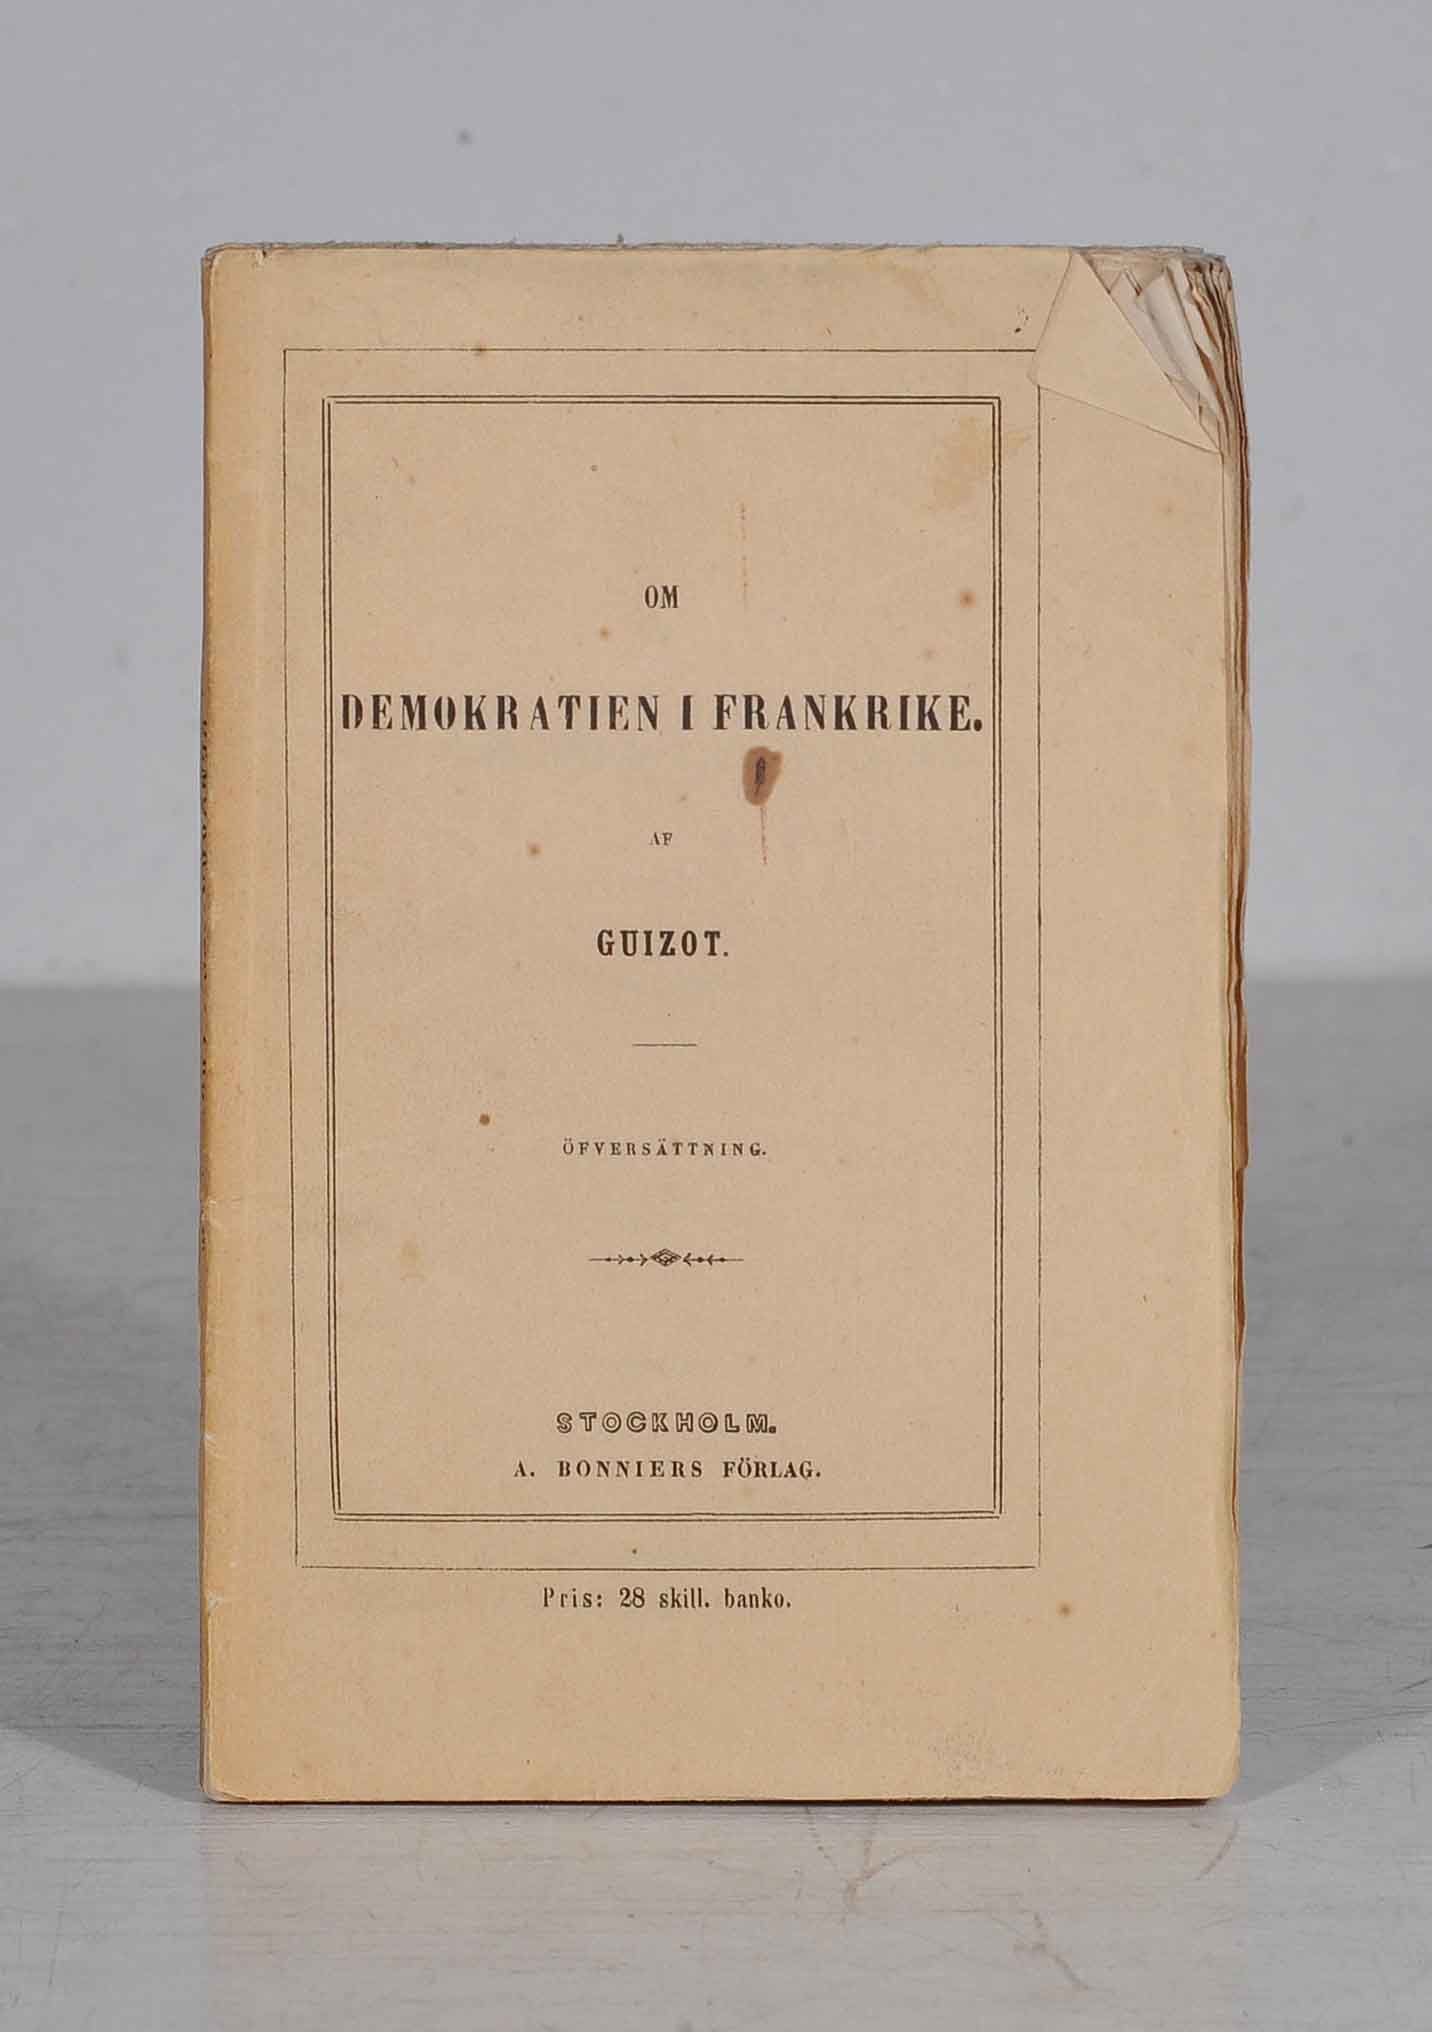 OM
DEMOKRATIEN I FRANKRIKE.
AF
GUIZOT.
ÖFVERSÄTTNING.
STOCKHOLM.
A. BONNIERS FÖRLAG.
Pris: 28 skill. banko.